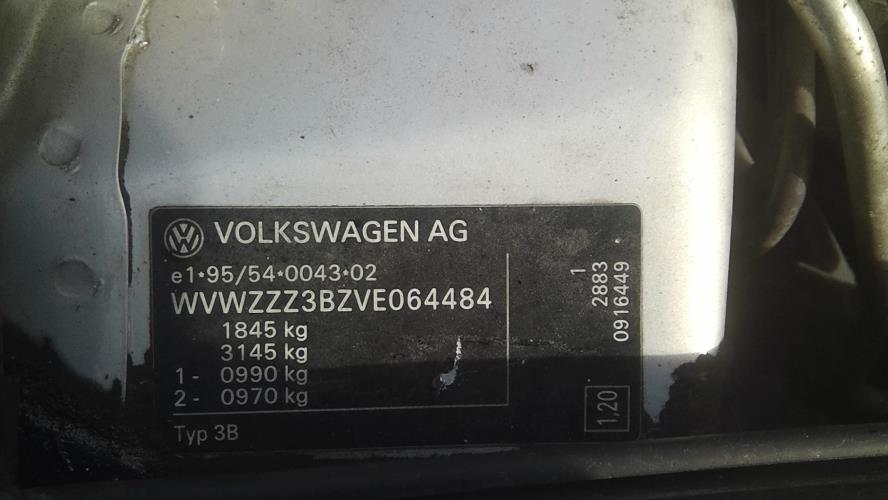 VOLKSWAGEN AG
e1*95/54*0043*02
WVWZZZ3BZVE064484
1845 kg
3145 kg
1 - 0990 kg
2 - 0970 kg
Typ 3B
1
2883
0916449
1,20